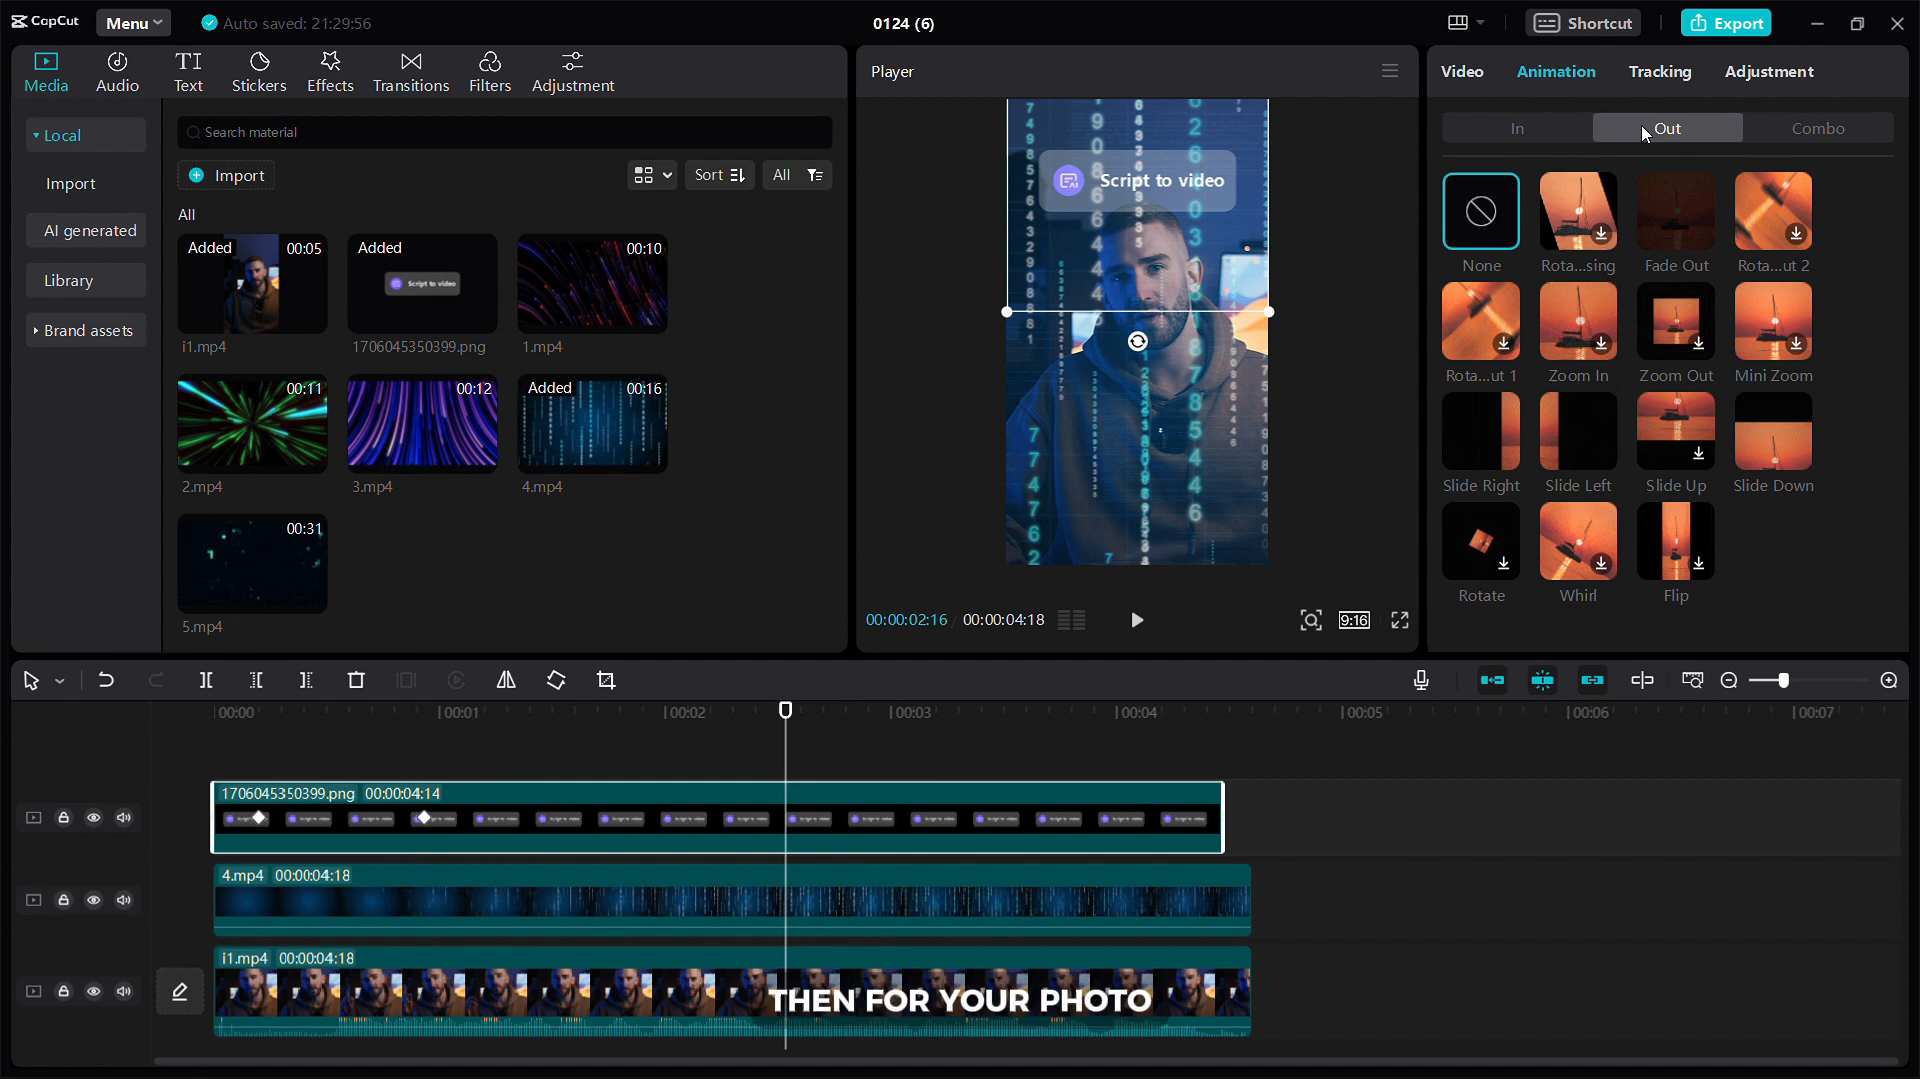 CapCut
Menu
Auto saved: 21:29:56
0124 (6)
Shortcut
Export
Media
Audio
Text
Stickers
Effects
Transitions
Filters
Adjustment
Local
Import
AI generated
Library
Brand assets
Search material
Import
Sort
All
All
Added
00:05
i1.mp4
Added
Script to video
1706045350399.png
00:10
1.mp4
00:11
2.mp4
00:12
3.mp4
Added
00:16
4.mp4
00:31
5.mp4
Player
Script to video
00:00:02:16
00:00:04:18
9:16
Video
Animation
Tracking
Adjustment
In
Out
Combo
None
Rota...sing
Fade Out
Rota...ut 2
Rota...ut 1
Zoom In
Zoom Out
Mini Zoom
Slide Right
Slide Left
Slide Up
Slide Down
Rotate
Whirl
Flip
00:00
00:01
00:02
00:03
00:04
00:05
00:06
00:07
1706045350399.png 00:00:04:14
4.mp4 00:00:04:18
i1.mp4 00:00:04:18
THEN FOR YOUR PHOTO